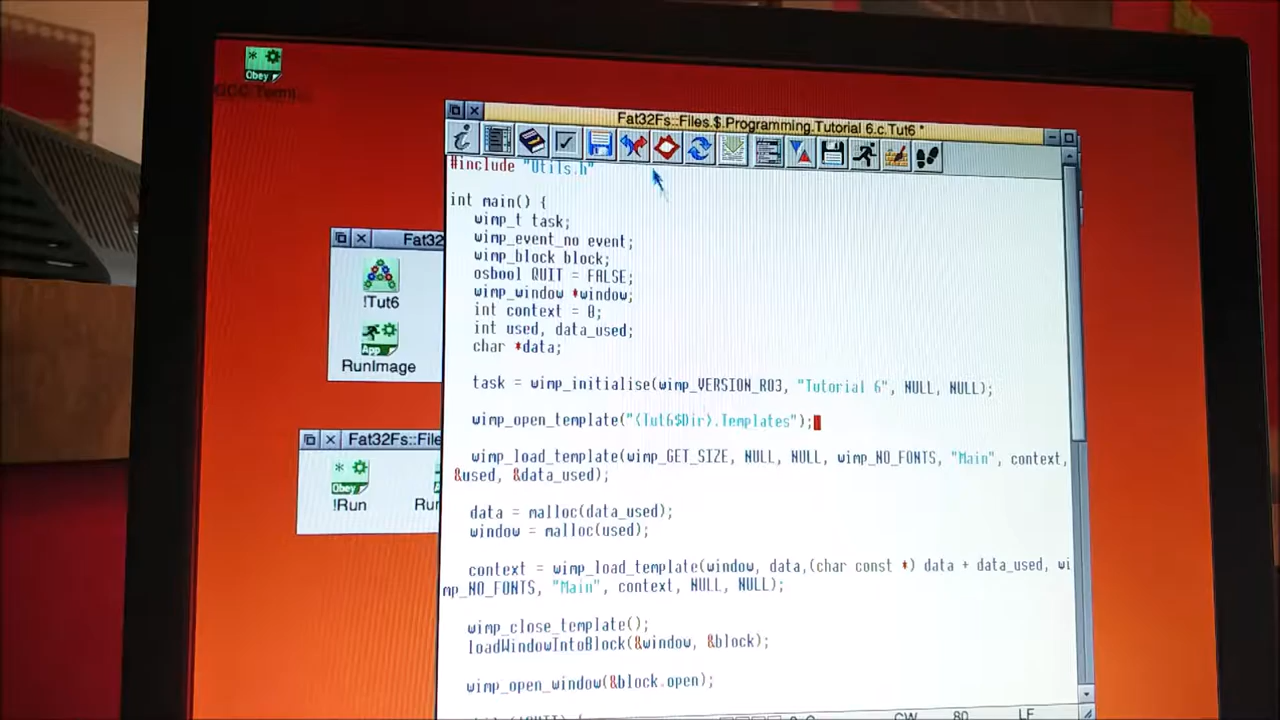 Obey
GCC Termi...
Fat32Fs::Files.$.Programming.Tutorial 6.c.Tut6 *
#include "Utils.h"
int main() {
wimp_t task;
wimp_event_no event;
wimp_block block;
osbool QUIT = FALSE;
wimp_window *window;
int context = 0;
int used, data_used;
char *data;
task = wimp_initialise(wimp_VERSION_RO3, "Tutorial 6", NULL, NULL);
wimp_open_template("<Tut6$Dir>.Templates");
wimp_load_template(wimp_GET_SIZE, NULL, NULL, wimp_NO_FONTS, "Main", context,
&used, &data_used);
data = malloc(data_used);
window = malloc(used);
context = wimp_load_template(window, data,(char const *) data + data_used, wi
mp_NO_FONTS, "Main", context, NULL, NULL);
wimp_close_template();
loadWindowIntoBlock(&window, &block);
wimp_open_window(&block.open);
CW 80 LF
Fat32
!Tut6
App
RunImage
Fat32Fs::File
Obey
!Run
Ru